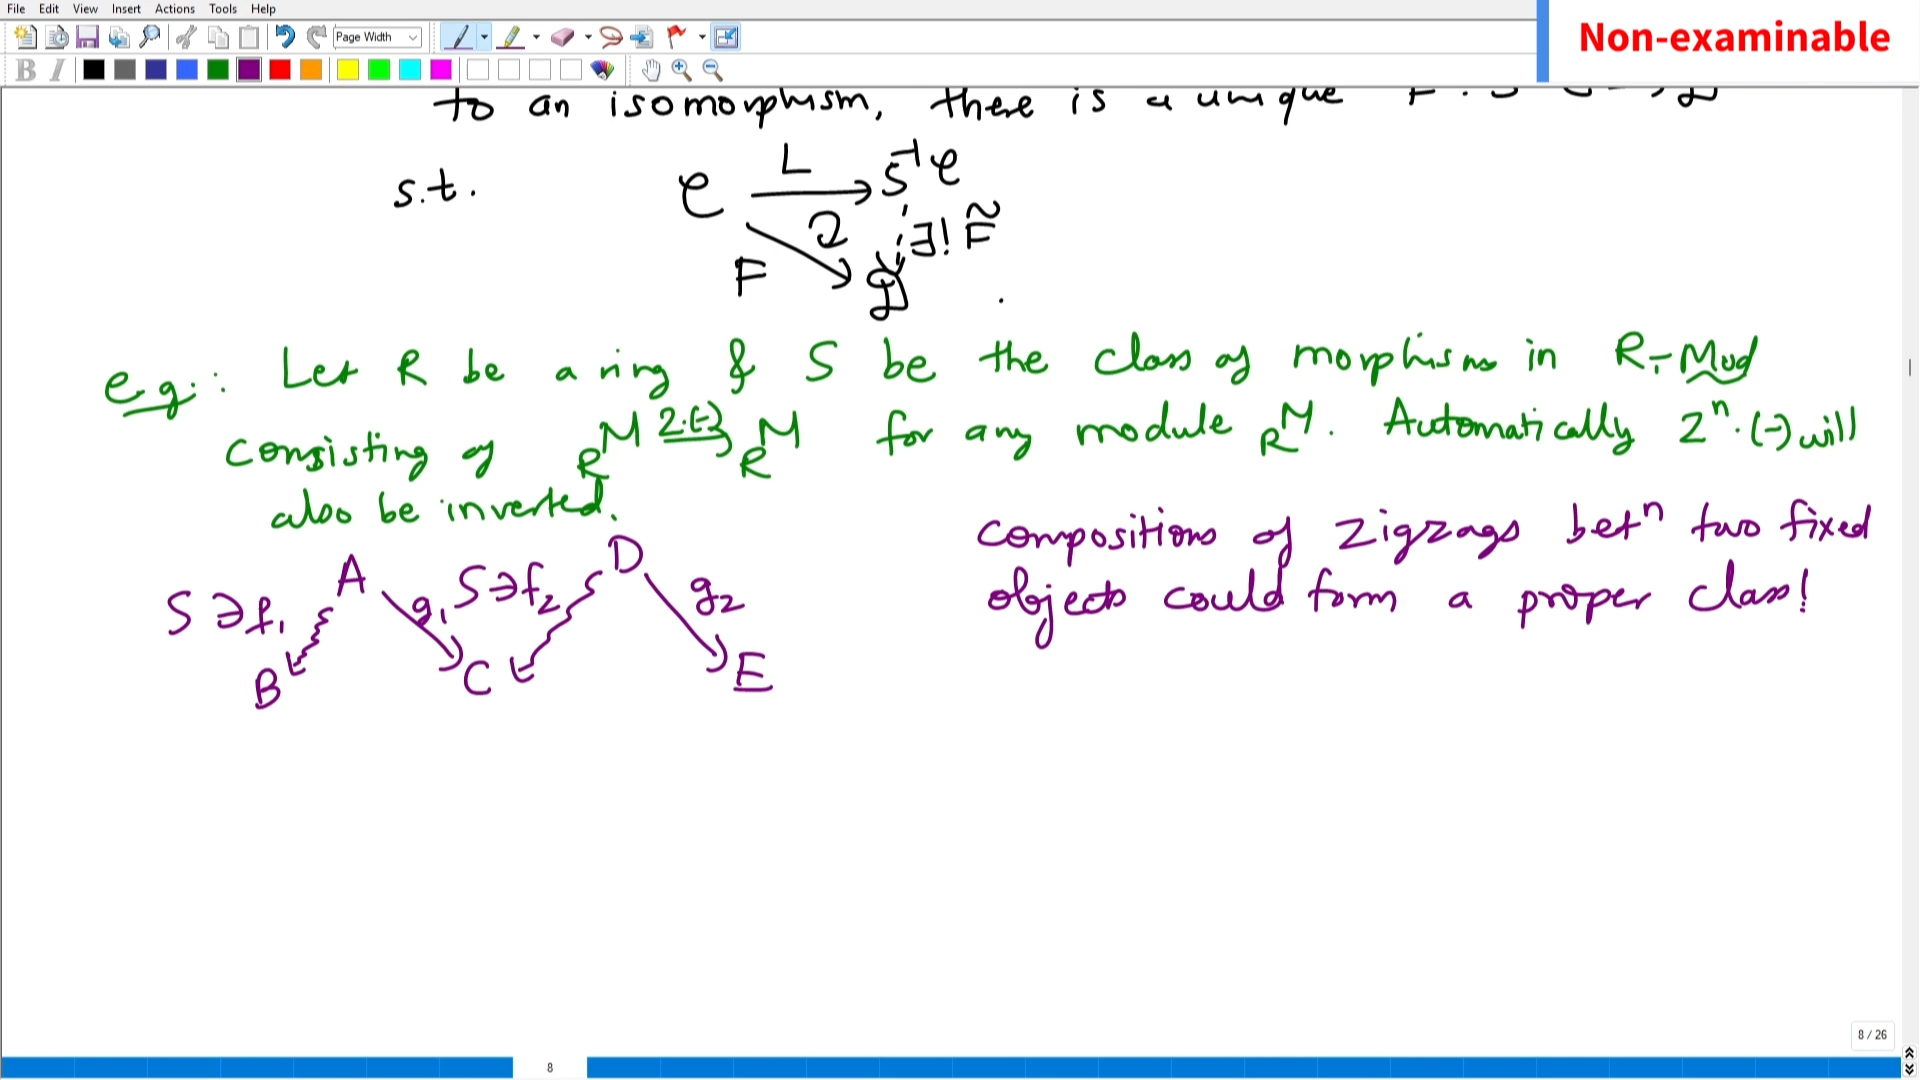 File Edit View Insert Actions Tools Help
Non-examinable
Page Width
B I
to an isomorphism, there is a unique
s.t. C L S⁻¹C
∃! F̃
F D
e.g.: Let R be a ring & S be the class of morphisms in R-Mod
consisting of RM 2·(-) RM for any module RM. Automatically 2ⁿ·(-) will
also be inverted.
compositions of zigzags betⁿ two fixed
objects could form a proper class!
A D
S∋f₁ g₁ S∋f₂ g₂
B C E
8 / 26
8